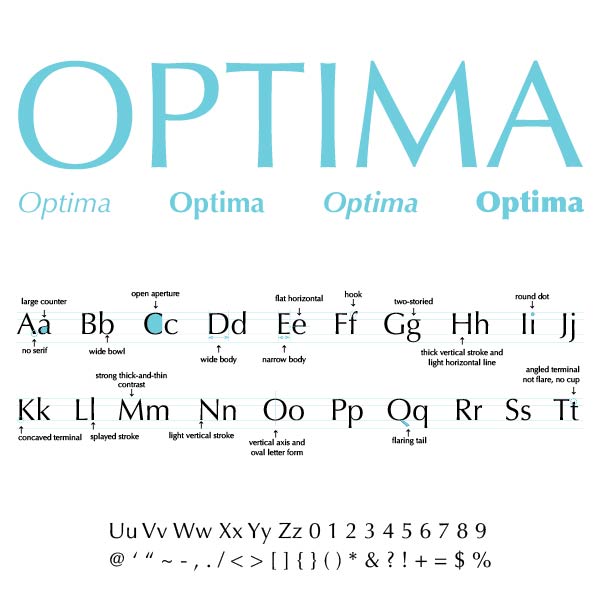 OPTIMA
Optima Optima Optima Optima
large counter
open aperture
flat horizontal
hook
two-storied
round dot
Aa Bb Cc Dd Ee Ff Gg Hh Ii Jj
no serif
wide bowl
wide body
narrow body
thick vertical stroke and
light horizontal line
strong thick-and-thin
contrast
angled terminal
not flare, no cup
Kk Ll Mm Nn Oo Pp Qq Rr Ss Tt
concaved terminal
splayed stroke
light vertical stroke
vertical axis and
oval letter form
flaring tail
Uu Vv Ww Xx Yy Zz 0 1 2 3 4 5 6 7 8 9
@ ‘ “ ~ - , . / < > [ ] { } ( ) * & ? ! + = $ %